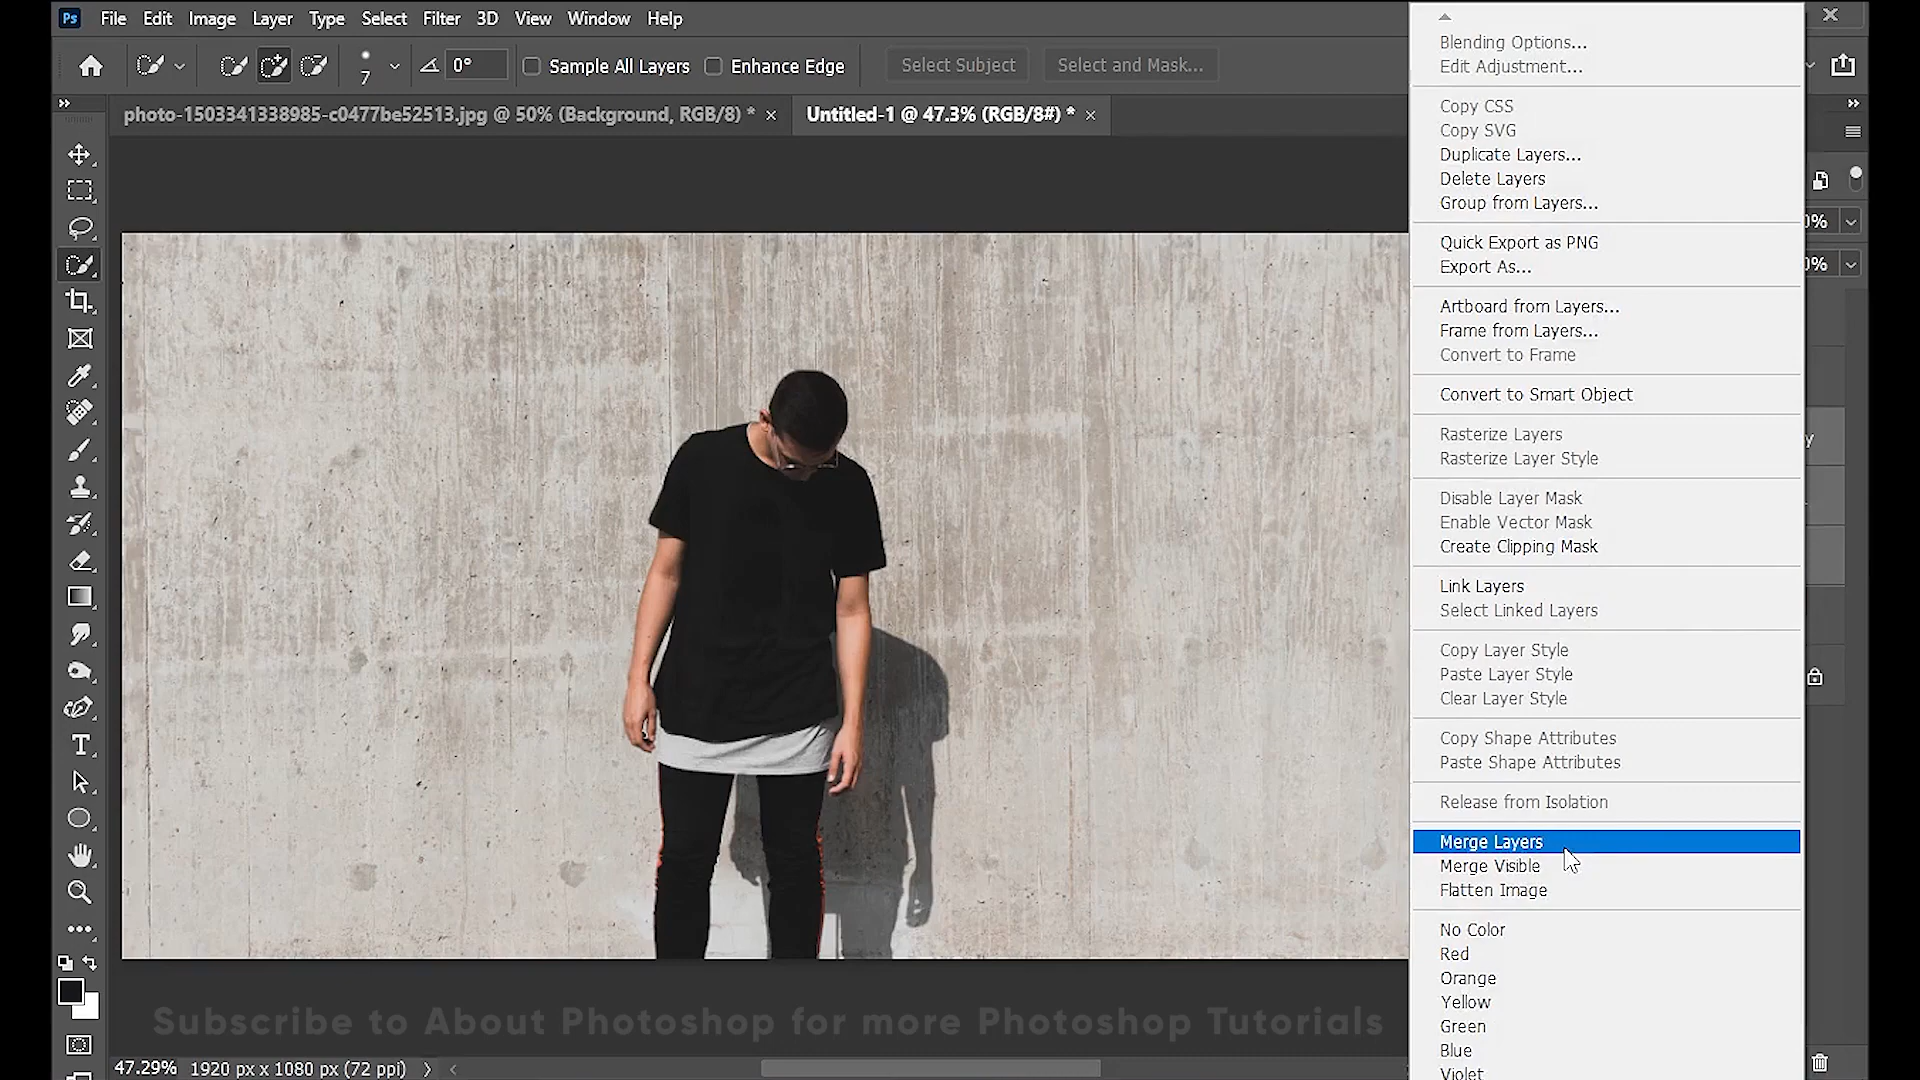 Ps File Edit Image Layer Type Select Filter 3D View Window Help
7 0° Sample All Layers Enhance Edge Select Subject Select and Mask...
photo-1503341338985-c0477be52513.jpg @ 50% (Background, RGB/8) * × Untitled-1 @ 47.3% (RGB/8#) * ×
Blending Options...
Edit Adjustment...
Copy CSS
Copy SVG
Duplicate Layers...
Delete Layers
Group from Layers...
Quick Export as PNG
Export As...
Artboard from Layers...
Frame from Layers...
Convert to Frame
Convert to Smart Object
Rasterize Layers
Rasterize Layer Style
Disable Layer Mask
Enable Vector Mask
Create Clipping Mask
Link Layers
Select Linked Layers
Copy Layer Style
Paste Layer Style
Clear Layer Style
Copy Shape Attributes
Paste Shape Attributes
Release from Isolation
Merge Layers
Merge Visible
Flatten Image
No Color
Red
Orange
Yellow
Green
Blue
Violet
Subscribe to About Photoshop for more Photoshop Tutorials
47.29% 1920 px x 1080 px (72 ppi)